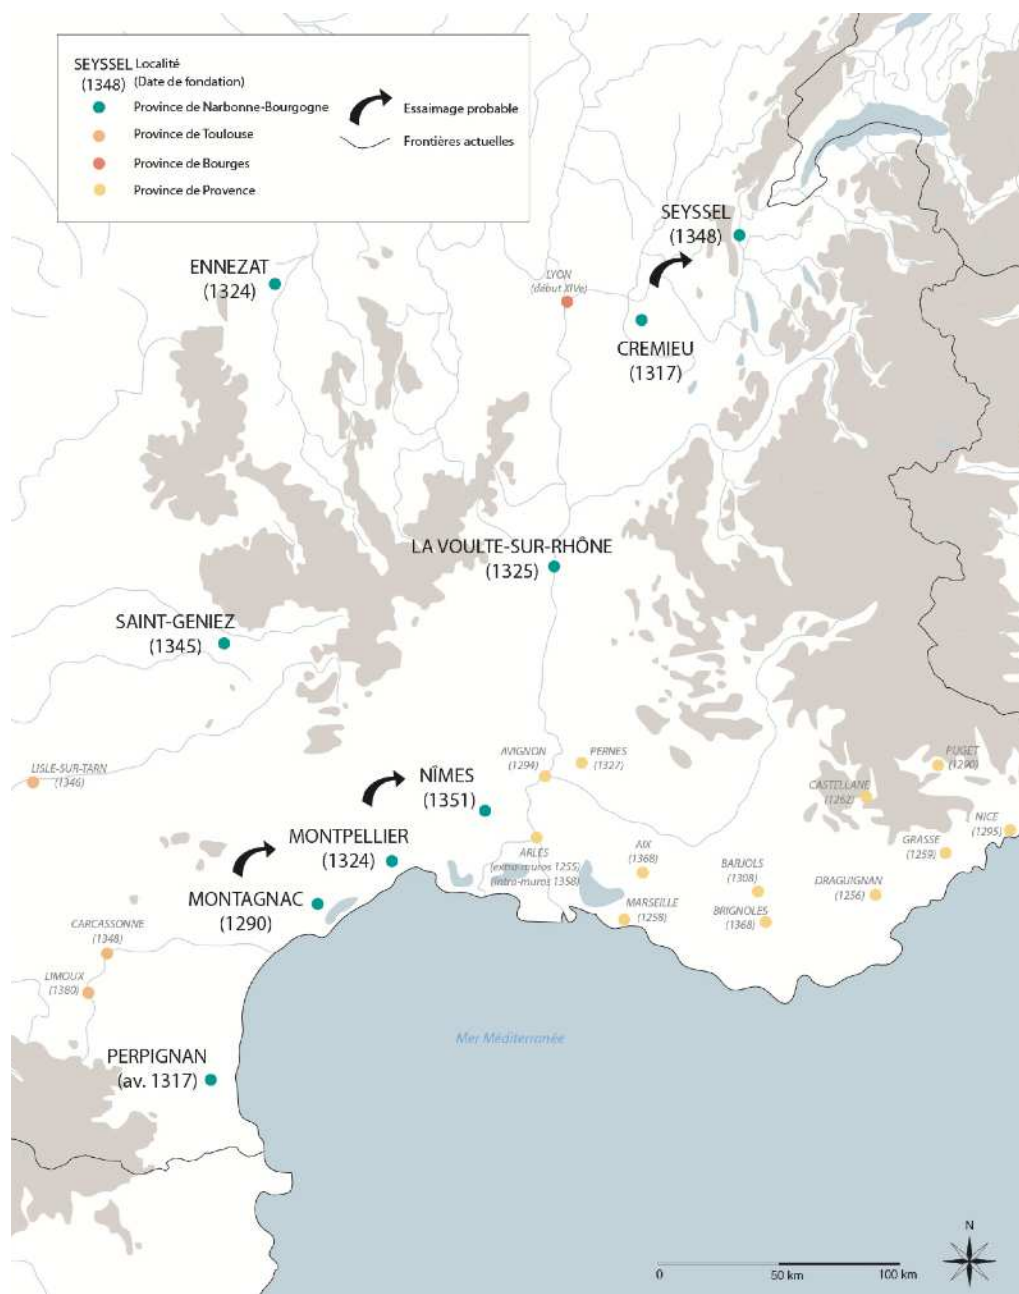 SEYSSEL Localité
(1348) (Date de fondation)
Province de Narbonne-Bourgogne
Province de Toulouse
Province de Bourges
Province de Provence
Essaimage probable
Frontières actuelles
SEYSSEL
(1348)
ENNEZAT
(1324)
LYON
(début XIVe)
CREMIEU
(1317)
LA VOULTE-SUR-RHÔNE
(1325)
SAINT-GENIEZ
(1345)
LISLE-SUR-TARN
(1346)
AVIGNON
(1294)
PERNES
(1327)
PUGET
(1290)
CASTELLANE
(1262)
NÎMES
(1351)
NICE
(1295)
MONTPELLIER
(1324)
ARLES
(extra-muros 1255)
(intra-muros 1358)
AIX
(1368)
GRASSE
(1259)
BARJOLS
(1308)
DRAGUIGNAN
(1256)
MONTAGNAC
(1290)
MARSEILLE
(1258)
BRIGNOLES
(1368)
CARCASSONNE
(1348)
LIMOUX
(1380)
Mer Méditerranée
PERPIGNAN
(av. 1317)
N
0 50 km 100 km